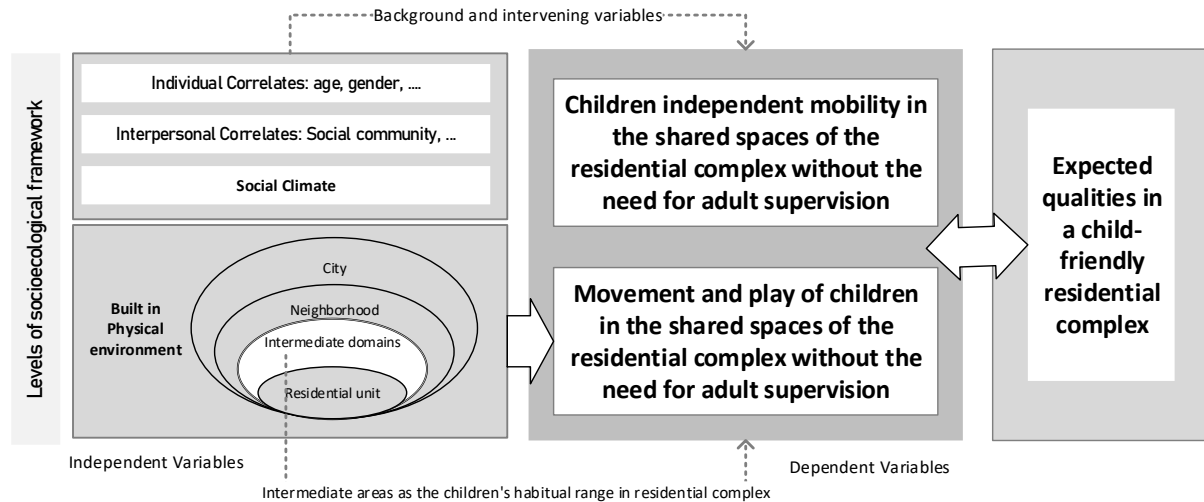 Background and intervening variables
Levels of socioecological framework
Individual Correlates: age, gender, ....
Interpersonal Correlates: Social community, ...
Social Climate
Built in
Physical
environment
City
Neighborhood
Intermediate domains
Residential unit
Children independent mobility in
the shared spaces of the
residential complex without the
need for adult supervision
Movement and play of children
in the shared spaces of the
residential complex without the
need for adult supervision
Expected
qualities in
a child-
friendly
residential
complex
Independent Variables
Dependent Variables
Intermediate areas as the children's habitual range in residential complex